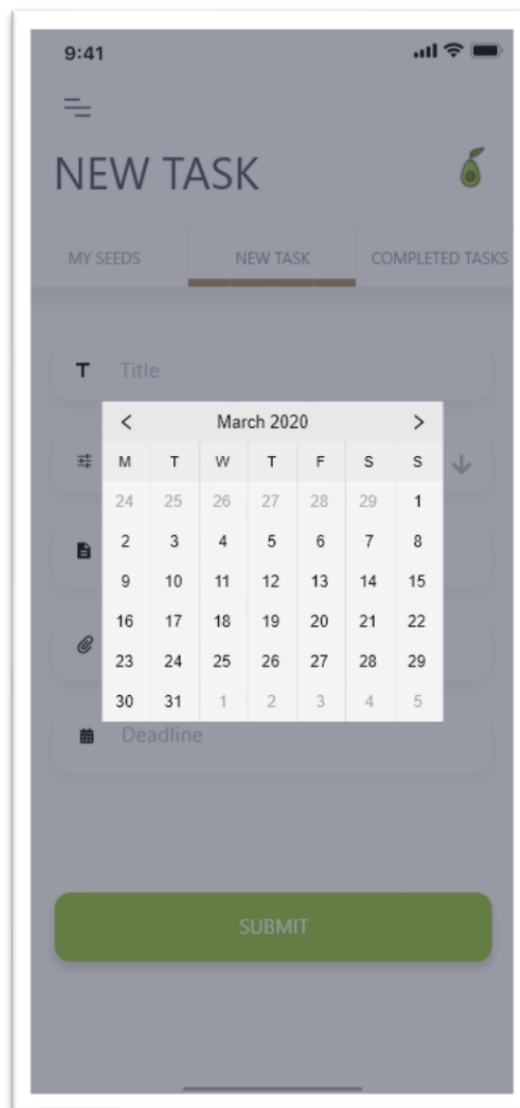 9:41
NEW TASK
MY SEEDS NEW TASK COMPLETED TASKS
T Title
< March 2020 >
M T W T F S S
24 25 26 27 28 29 1
2 3 4 5 6 7 8
9 10 11 12 13 14 15
16 17 18 19 20 21 22
23 24 25 26 27 28 29
30 31 1 2 3 4 5
Deadline
SUBMIT